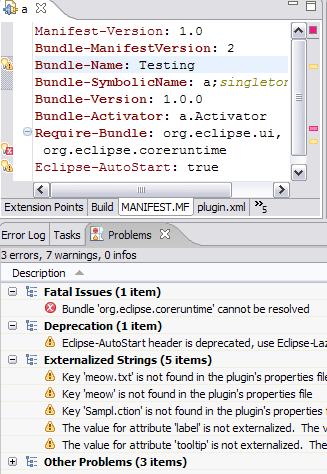 a
Manifest-Version: 1.0
Bundle-ManifestVersion: 2
Bundle-Name: Testing
Bundle-SymbolicName: a;singleton
Bundle-Version: 1.0.0
Bundle-Activator: a.Activator
Require-Bundle: org.eclipse.ui,
org.eclipse.coreruntime
Eclipse-AutoStart: true
Extension Points Build MANIFEST.MF plugin.xml »5
Error Log Tasks Problems
3 errors, 7 warnings, 0 infos
Description
Fatal Issues (1 item)
Bundle 'org.eclipse.coreruntime' cannot be resolved
Deprecation (1 item)
Eclipse-AutoStart header is deprecated, use Eclipse-Laz
Externalized Strings (5 items)
Key 'meow.txt' is not found in the plugin's properties file
Key 'meow' is not found in the plugin's properties file
Key 'Sampl.ction' is not found in the plugin's properties
The value for attribute 'label' is not externalized. The v
The value for attribute 'tooltip' is not externalized. The
Other Problems (3 items)